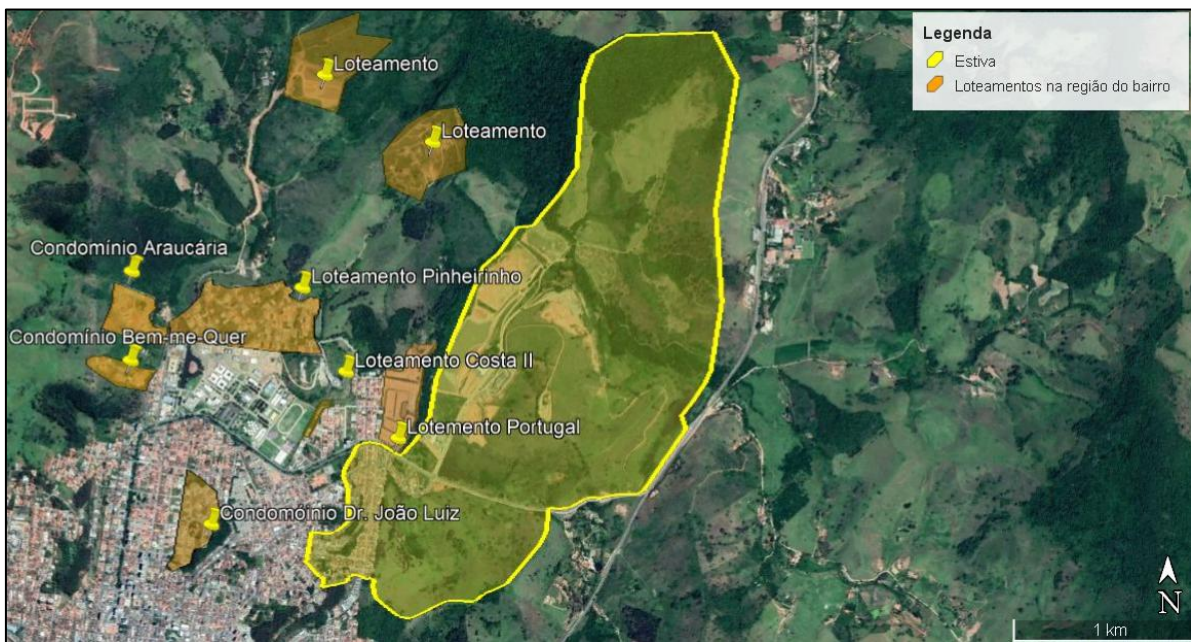 Legenda
Estiva
Loteamentos na região do bairro
Loteamento
Loteamento
Condomínio Araucária
Loteamento Pinheirinho
Condomínio Bem-me-Quer
Loteamento Costa II
Lotemento Portugal
Condomóinio Dr. João Luiz
N
1 km